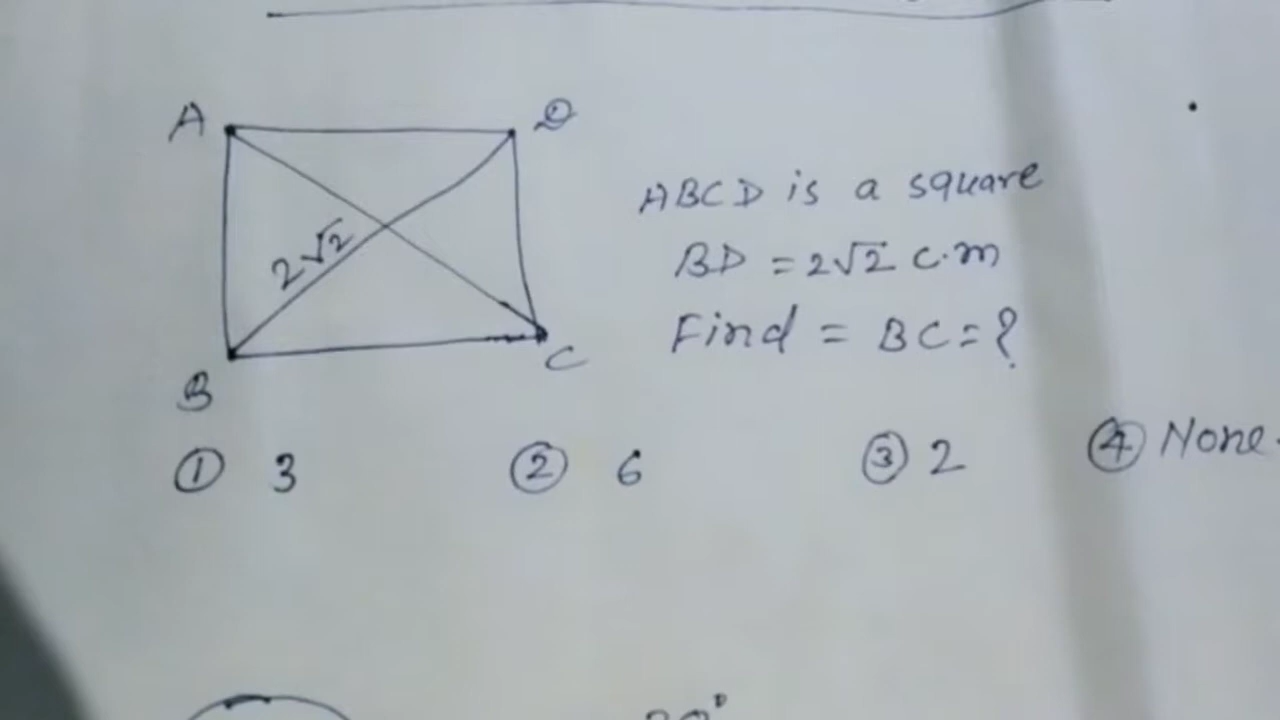 A D
2√2
B C
ABCD is a square
BD = 2√2 c.m
Find = BC = ?
① 3 ② 6 ③ 2 ④ None.